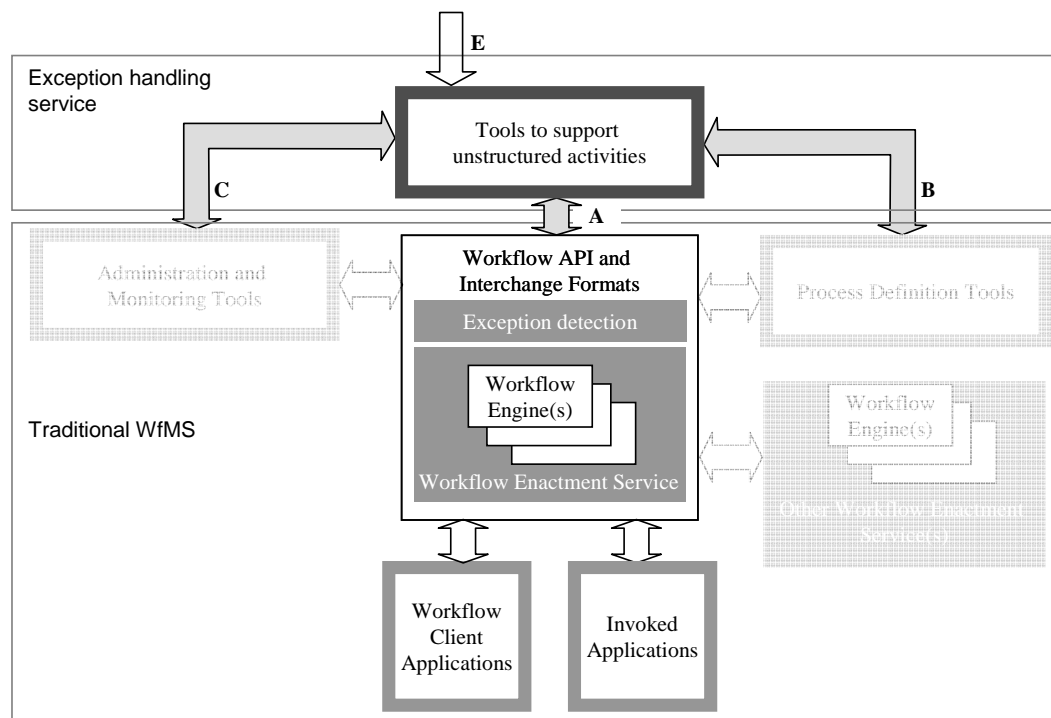 E
Exception handling
service
Tools to support
unstructured activities
C
B
A
Administration and
Monitoring Tools
Workflow API and
Interchange Formats
Process Definition Tools
Exception detection
Workflow
Engine(s)
Workflow Enactment Service
Workflow
Engine(s)
Other Workflow Enactment
Service(s)
Traditional WfMS
Workflow
Client
Applications
Invoked
Applications